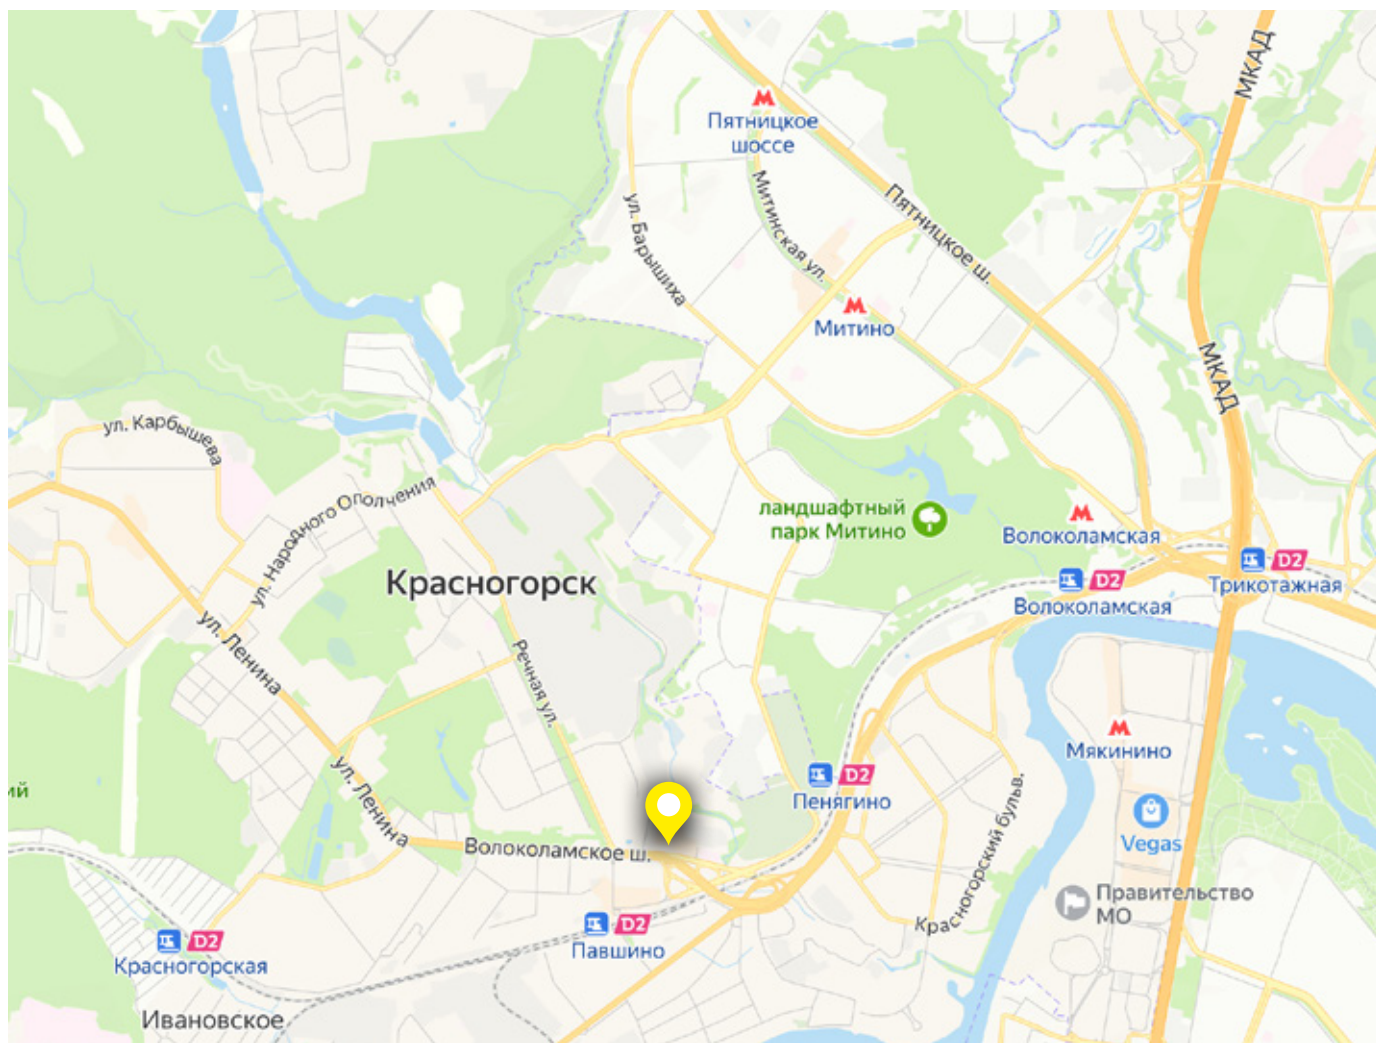 МКАД
Пятницкое
шоссе
Митинская ул.
Пятницкое ш.
ул. Барышиха
Митино
МКАД
ул. Карбышева
ул. Народного Ополчения
ландшафтный
парк Митино
Волоколамская
D2
Трикотажная
D2
Волоколамская
Красногорск
ул. Ленина
Речная ул.
Мякинино
D2
Пенягино
ул. Ленина
ий
Vegas
Волоколамское ш.
Красногорский бульв.
Правительство
МО
D2
Павшино
D2
Красногорская
Ивановское